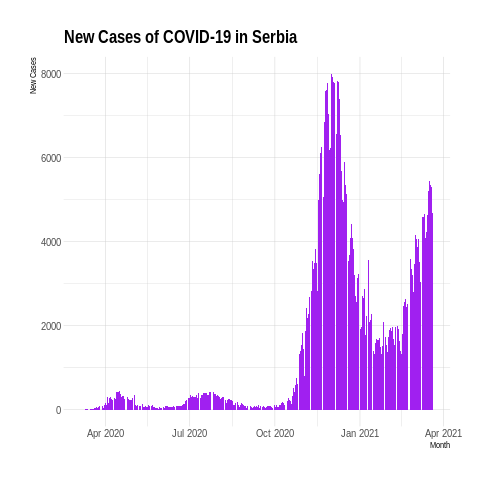 New Cases of COVID-19 in Serbia
New Cases
8000
6000
4000
2000
0
Apr 2020 Jul 2020 Oct 2020 Jan 2021 Apr 2021
Month